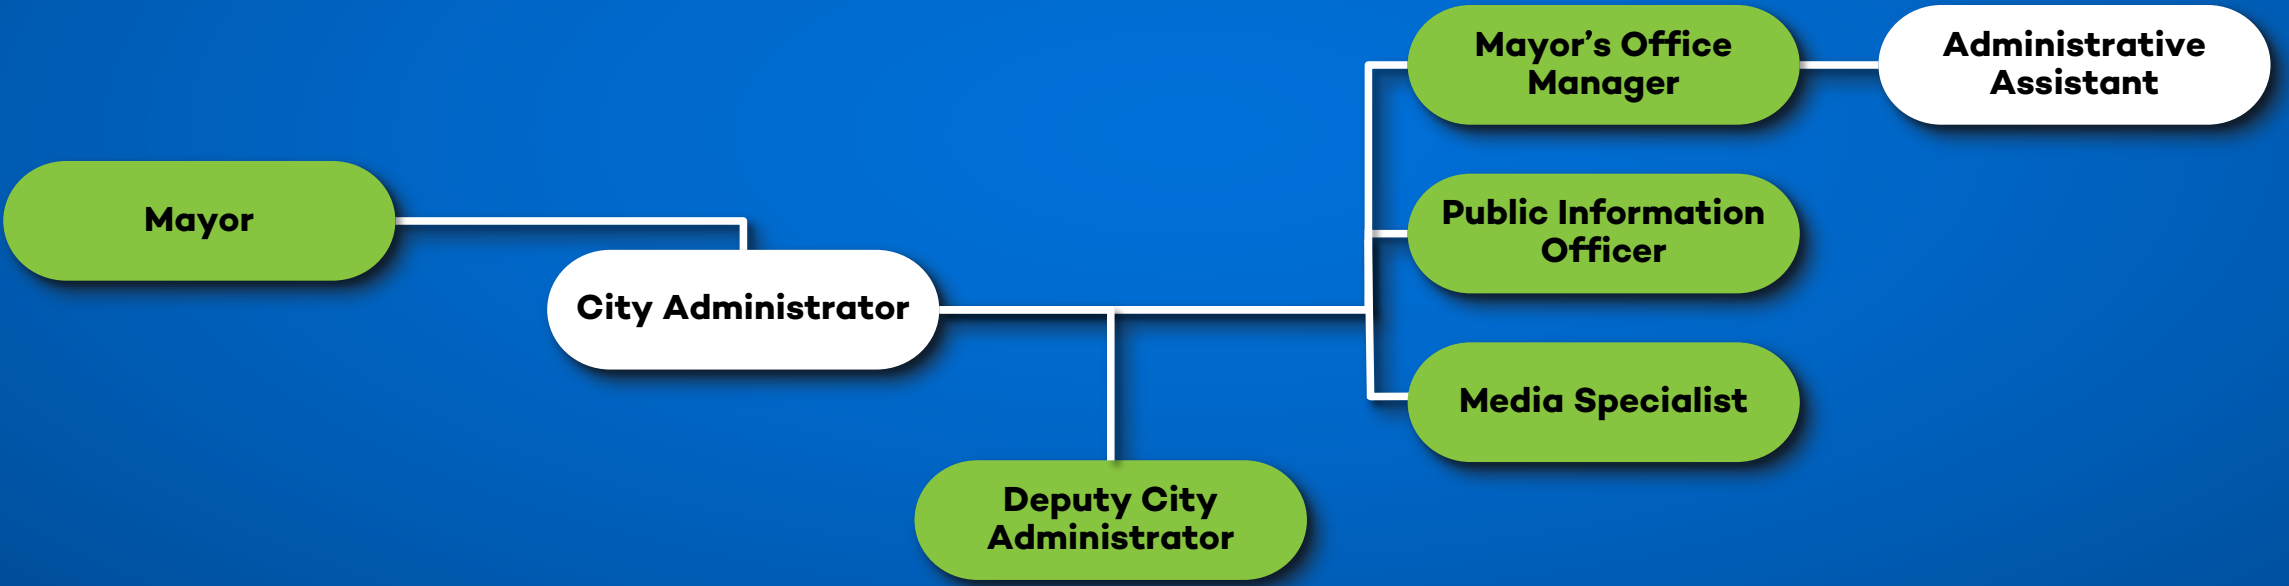 Mayor
City Administrator
Deputy City
Administrator
Mayor’s Office
Manager
Administrative
Assistant
Public Information
Officer
Media Specialist